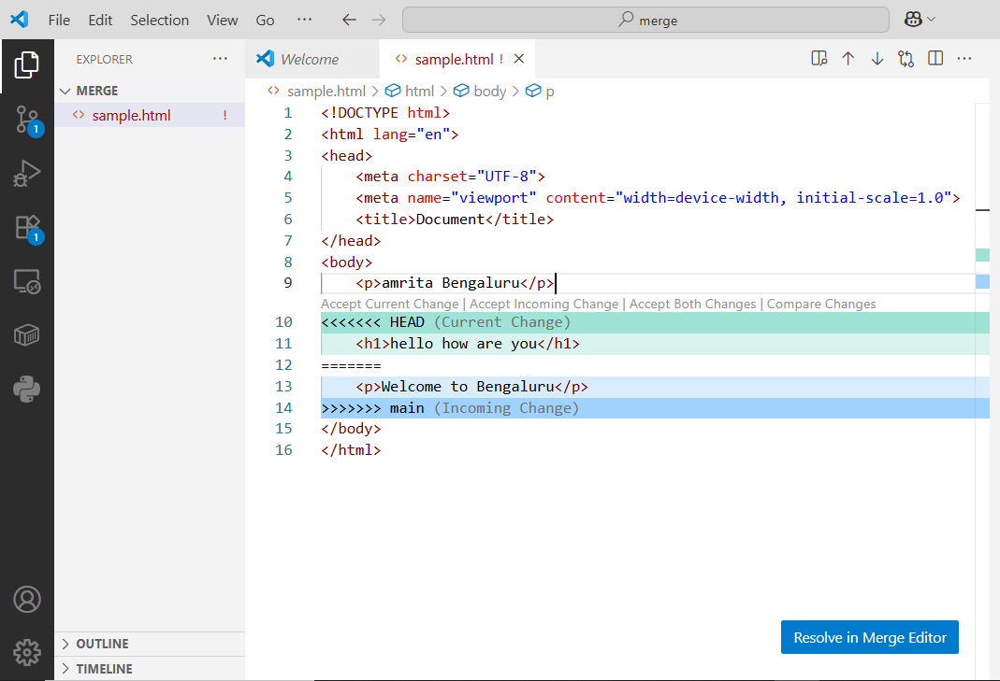 File Edit Selection View Go ··· merge
EXPLORER ···
Welcome
sample.html !
MERGE
sample.html !
1
1
sample.html > html > body > p
1 <!DOCTYPE html>
2 <html lang="en">
3 <head>
4     <meta charset="UTF-8">
5     <meta name="viewport" content="width=device-width, initial-scale=1.0">
6     <title>Document</title>
7 </head>
8 <body>
9     <p>amrita Bengaluru</p>
Accept Current Change | Accept Incoming Change | Accept Both Changes | Compare Changes
10 <<<<<<< HEAD (Current Change)
11     <h1>hello how are you</h1>
12 =======
13     <p>Welcome to Bengaluru</p>
14 >>>>>>> main (Incoming Change)
15 </body>
16 </html>
Resolve in Merge Editor
OUTLINE
TIMELINE